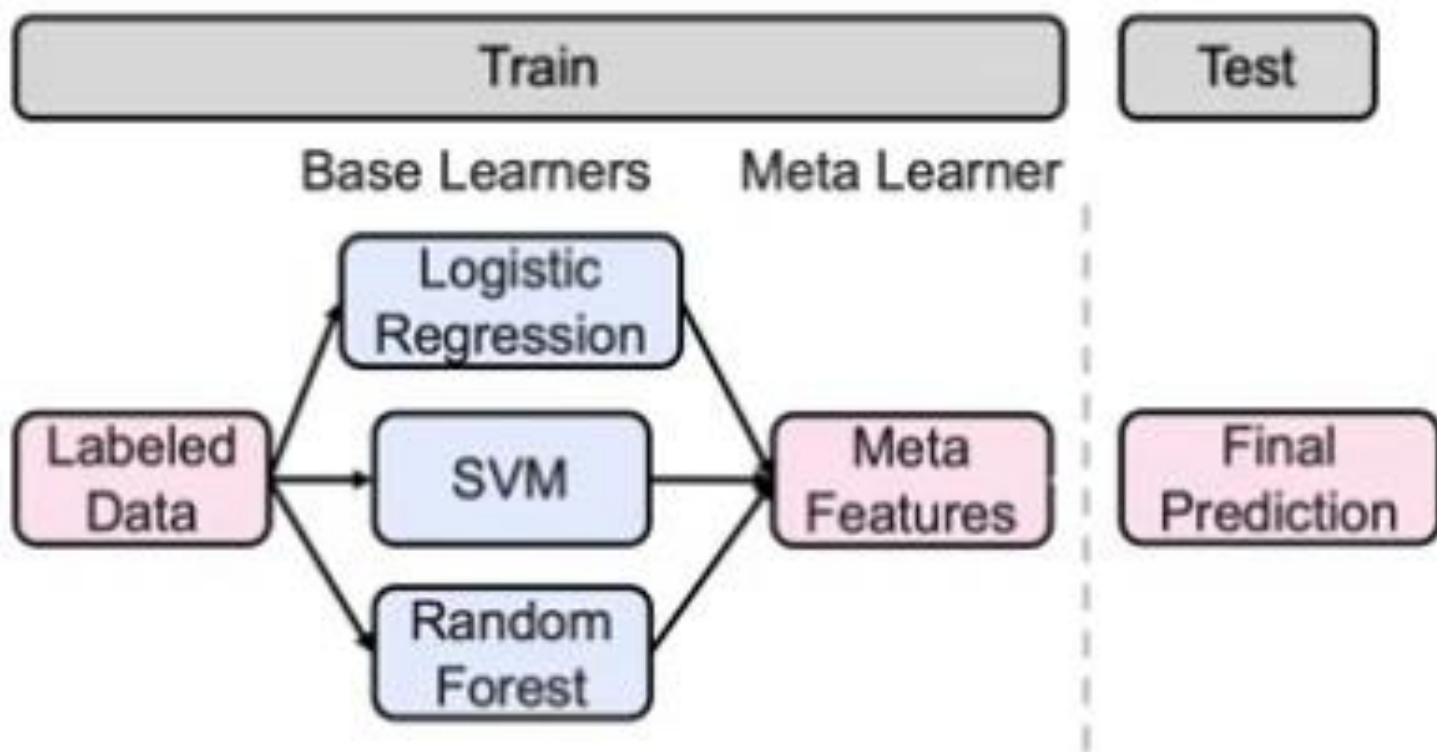 Train
Test
Base Learners
Meta Learner
Logistic
Regression
Labeled
Data
SVM
Meta
Features
Final
Prediction
Random
Forest